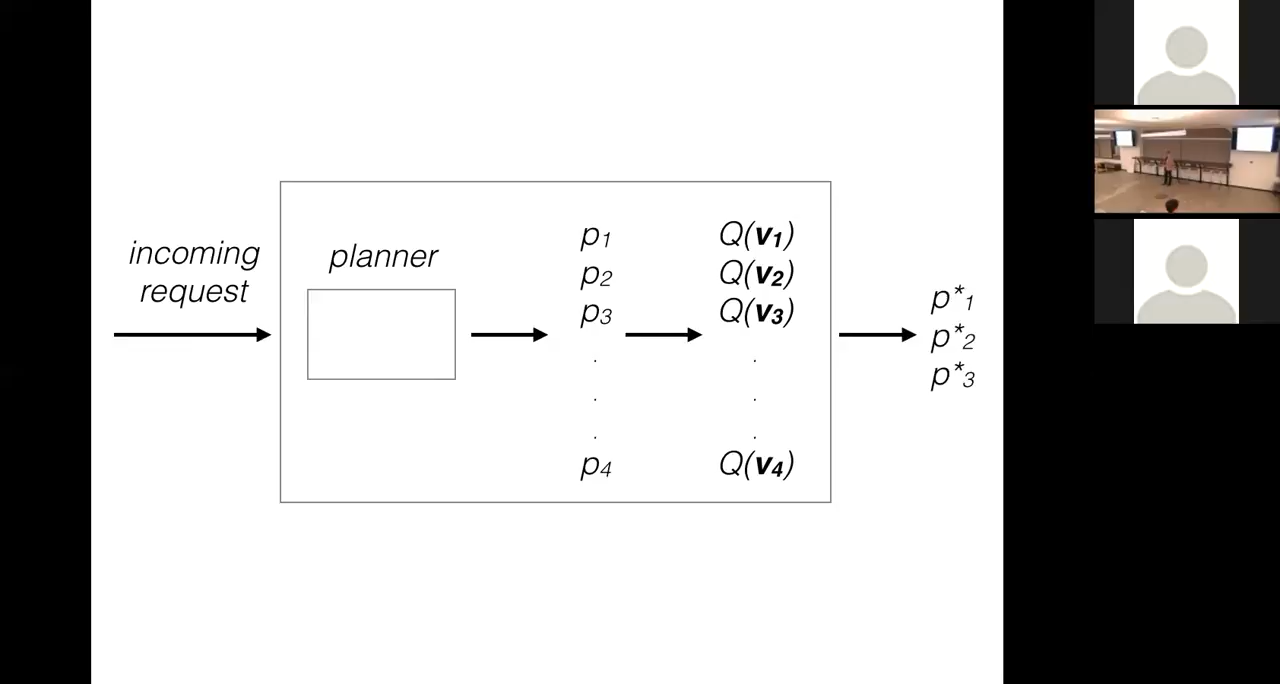 incoming
request
planner
p1
p2
p3
.
.
.
p4
Q(v1)
Q(v2)
Q(v3)
.
.
.
Q(v4)
p*1
p*2
p*3